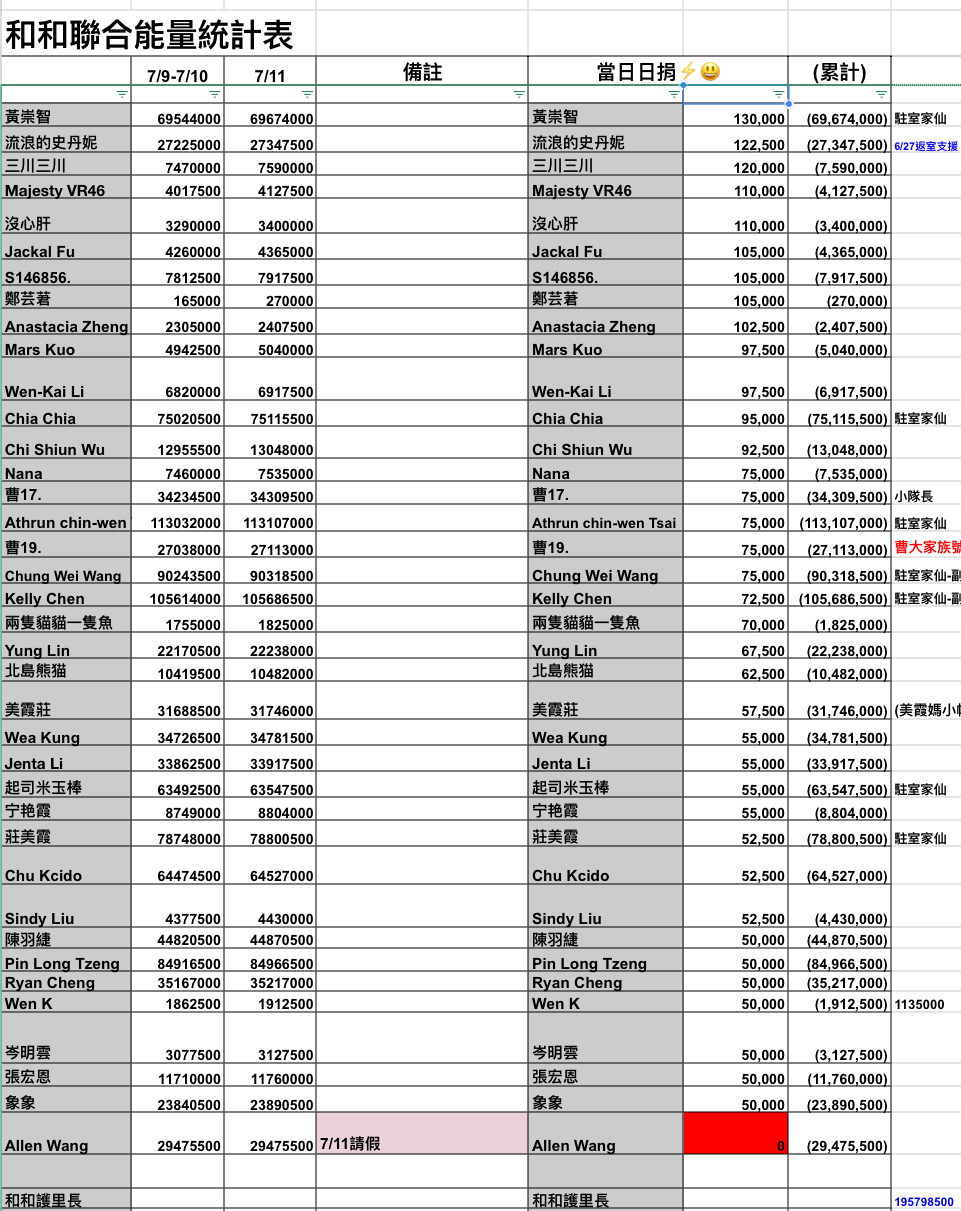 和和聯合能量統計表
7/9-7/10 7/11 備註 當日日捐⚡😃 (累計)
黃崇智 69544000 69674000 黃崇智 130,000 (69,674,000) 駐室家仙
流浪的史丹妮 27225000 27347500 流浪的史丹妮 122,500 (27,347,500) 6/27返室支援
三川三川 7470000 7590000 三川三川 120,000 (7,590,000)
Majesty VR46 4017500 4127500 Majesty VR46 110,000 (4,127,500)
沒心肝 3290000 3400000 沒心肝 110,000 (3,400,000)
Jackal Fu 4260000 4365000 Jackal Fu 105,000 (4,365,000)
S146856. 7812500 7917500 S146856. 105,000 (7,917,500)
鄭芸莙 165000 270000 鄭芸莙 105,000 (270,000)
Anastacia Zheng 2305000 2407500 Anastacia Zheng 102,500 (2,407,500)
Mars Kuo 4942500 5040000 Mars Kuo 97,500 (5,040,000)
Wen-Kai Li 6820000 6917500 Wen-Kai Li 97,500 (6,917,500)
Chia Chia 75020500 75115500 Chia Chia 95,000 (75,115,500) 駐室家仙
Chi Shiun Wu 12955500 13048000 Chi Shiun Wu 92,500 (13,048,000)
Nana 7460000 7535000 Nana 75,000 (7,535,000)
曹17. 34234500 34309500 曹17. 75,000 (34,309,500) 小隊長
Athrun chin-wen 113032000 113107000 Athrun chin-wen Tsai 75,000 (113,107,000) 駐室家仙
曹19. 27038000 27113000 曹19. 75,000 (27,113,000) 曹大家族號
Chung Wei Wang 90243500 90318500 Chung Wei Wang 75,000 (90,318,500) 駐室家仙-副
Kelly Chen 105614000 105686500 Kelly Chen 72,500 (105,686,500) 駐室家仙-副
兩隻貓貓一隻魚 1755000 1825000 兩隻貓貓一隻魚 70,000 (1,825,000)
Yung Lin 22170500 22238000 Yung Lin 67,500 (22,238,000)
北島熊猫 10419500 10482000 北島熊猫 62,500 (10,482,000)
美霞莊 31688500 31746000 美霞莊 57,500 (31,746,000) (美霞媽小
Wea Kung 34726500 34781500 Wea Kung 55,000 (34,781,500)
Jenta Li 33862500 33917500 Jenta Li 55,000 (33,917,500)
起司米玉棒 63492500 63547500 起司米玉棒 55,000 (63,547,500) 駐室家仙
宁艳霞 8749000 8804000 宁艳霞 55,000 (8,804,000)
莊美霞 78748000 78800500 莊美霞 52,500 (78,800,500) 駐室家仙
Chu Kcido 64474500 64527000 Chu Kcido 52,500 (64,527,000)
Sindy Liu 4377500 4430000 Sindy Liu 52,500 (4,430,000)
陳羽緁 44820500 44870500 陳羽緁 50,000 (44,870,500)
Pin Long Tzeng 84916500 84966500 Pin Long Tzeng 50,000 (84,966,500)
Ryan Cheng 35167000 35217000 Ryan Cheng 50,000 (35,217,000)
Wen K 1862500 1912500 Wen K 50,000 (1,912,500) 1135000
岑明雲 3077500 3127500 岑明雲 50,000 (3,127,500)
張宏恩 11710000 11760000 張宏恩 50,000 (11,760,000)
象象 23840500 23890500 象象 50,000 (23,890,500)
Allen Wang 29475500 29475500 7/11請假 Allen Wang 0 (29,475,500)
和和護里長 和和護里長 195798500